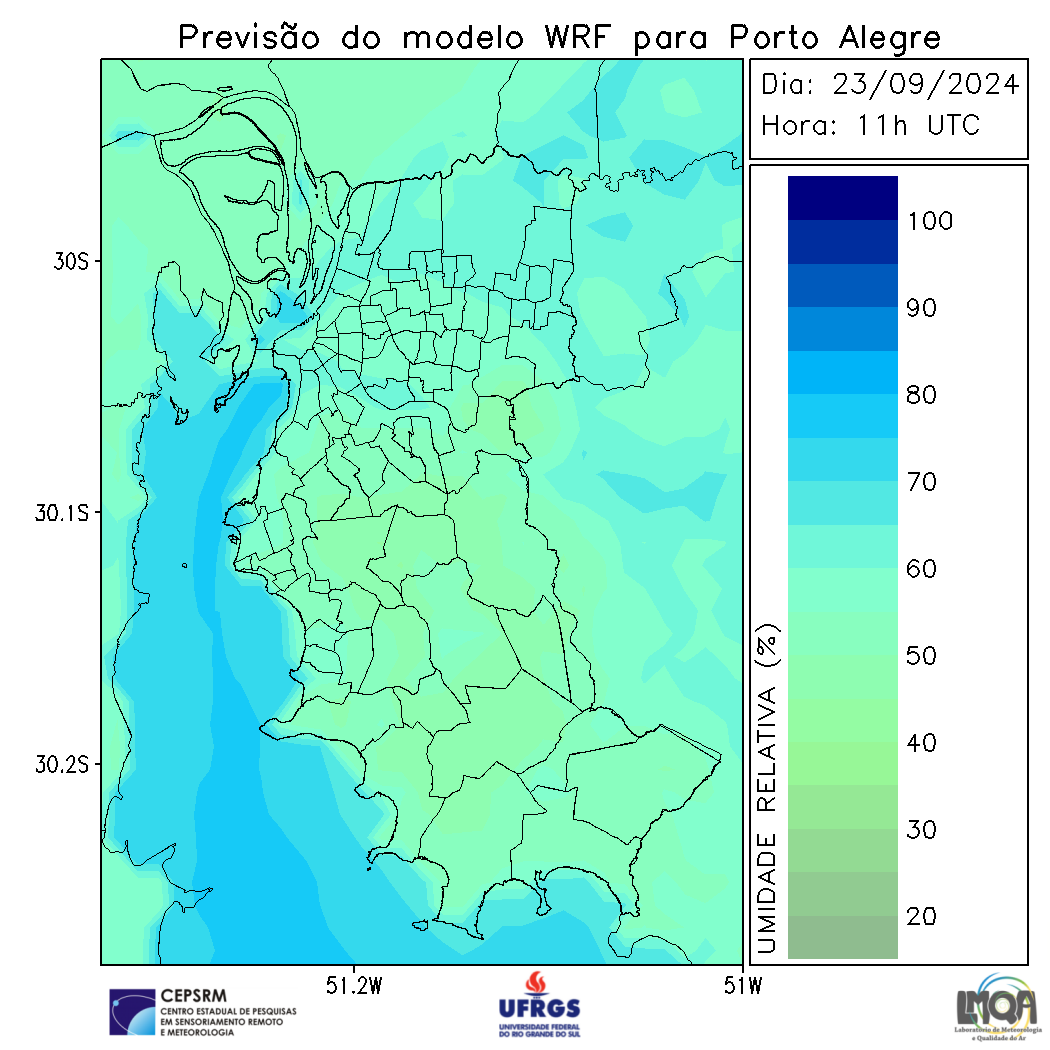 Previsão do modelo WRF para Porto Alegre
Dia: 23/09/2024
Hora: 11h UTC
100
90
80
70
60
50
40
30
20
UMIDADE RELATIVA (%)
30S
30.1S
30.2S
51.2W
51W
CEPSRM
CENTRO ESTADUAL DE PESQUISAS
EM SENSORIAMENTO REMOTO
E METEOROLOGIA
UFRGS
UNIVERSIDADE FEDERAL
DO RIO GRANDE DO SUL
LMQA
Laboratório de Meteorologia
e Qualidade do Ar